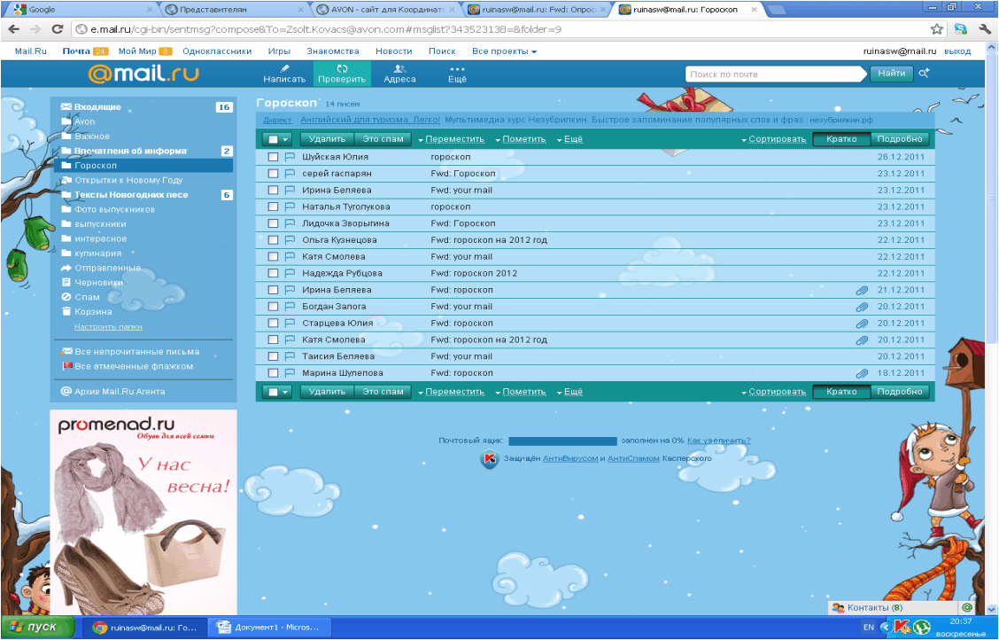 Google
Представителям
AVON - сайт для Координато
ruinasw@mail.ru: Fwd: Опрос
ruinasw@mail.ru: Гороскоп
e.mail.ru/cgi-bin/sentmsg?compose&To=Zsolt.Kovacs@avon.com#msglist?343523138=&folder=9
Mail.Ru Почта 24 Мой Мир 8 Одноклассники Игры Знакомства Новости Поиск Все проекты ruinasw@mail.ru выход
@mail.ru Написать Проверить Адреса Ещё Поиск по почте Найти
Входящие 16
Avon
Важное
Впечатленя об информат 2
Гороскоп
Открытки к Новому Году
Тексты Новогодних песе 6
Фото выпускников
выпускники
интересное
кулинария
Отправленные
Черновики
Спам
Корзина
Настроить папки
Все непрочитанные письма
Все отмеченные флажком
Архив Mail.Ru Агента
Гороскоп 14 писем
Директ Английский для туризма. Легко! Мультимедиа курс Незубрилкин. Быстрое запоминание популярных слов и фраз. незубрилкин.рф
Удалить Это спам Переместить Пометить Ещё Сортировать Кратко Подробно
Шуйская Юлия гороскоп 26.12.2011
серей гаспарян Fwd: Гороскоп 23.12.2011
Ирина Беляева Fwd: your mail 23.12.2011
Наталья Туголукова гороскоп 23.12.2011
Лидочка Зворыгина Fwd: Гороскоп 23.12.2011
Ольга Кузнецова Fwd: гороскоп на 2012 год 22.12.2011
Катя Смолева Fwd: your mail 22.12.2011
Надежда Рубцова Fwd: гороскоп 2012 22.12.2011
Ирина Беляева Fwd: гороскоп 21.12.2011
Богдан Залога Fwd: your mail 20.12.2011
Старцева Юлия Fwd: гороскоп 20.12.2011
Катя Смолева Fwd: гороскоп на 2012 год 20.12.2011
Таисия Беляева Fwd: your mail 20.12.2011
Марина Шулепова Fwd: гороскоп 18.12.2011
Удалить Это спам Переместить Пометить Ещё Сортировать Кратко Подробно
Почтовый ящик: заполнен на 0% Как увеличить?
Защищён АнтиВирусом и АнтиСпамом Касперского
promenad.ru
Обувь для всей семьи
У нас
весна!
Контакты (8)
пуск
ruinasw@mail.ru: Го...
Документ1 - Micros...
EN
20:37
воскресенье